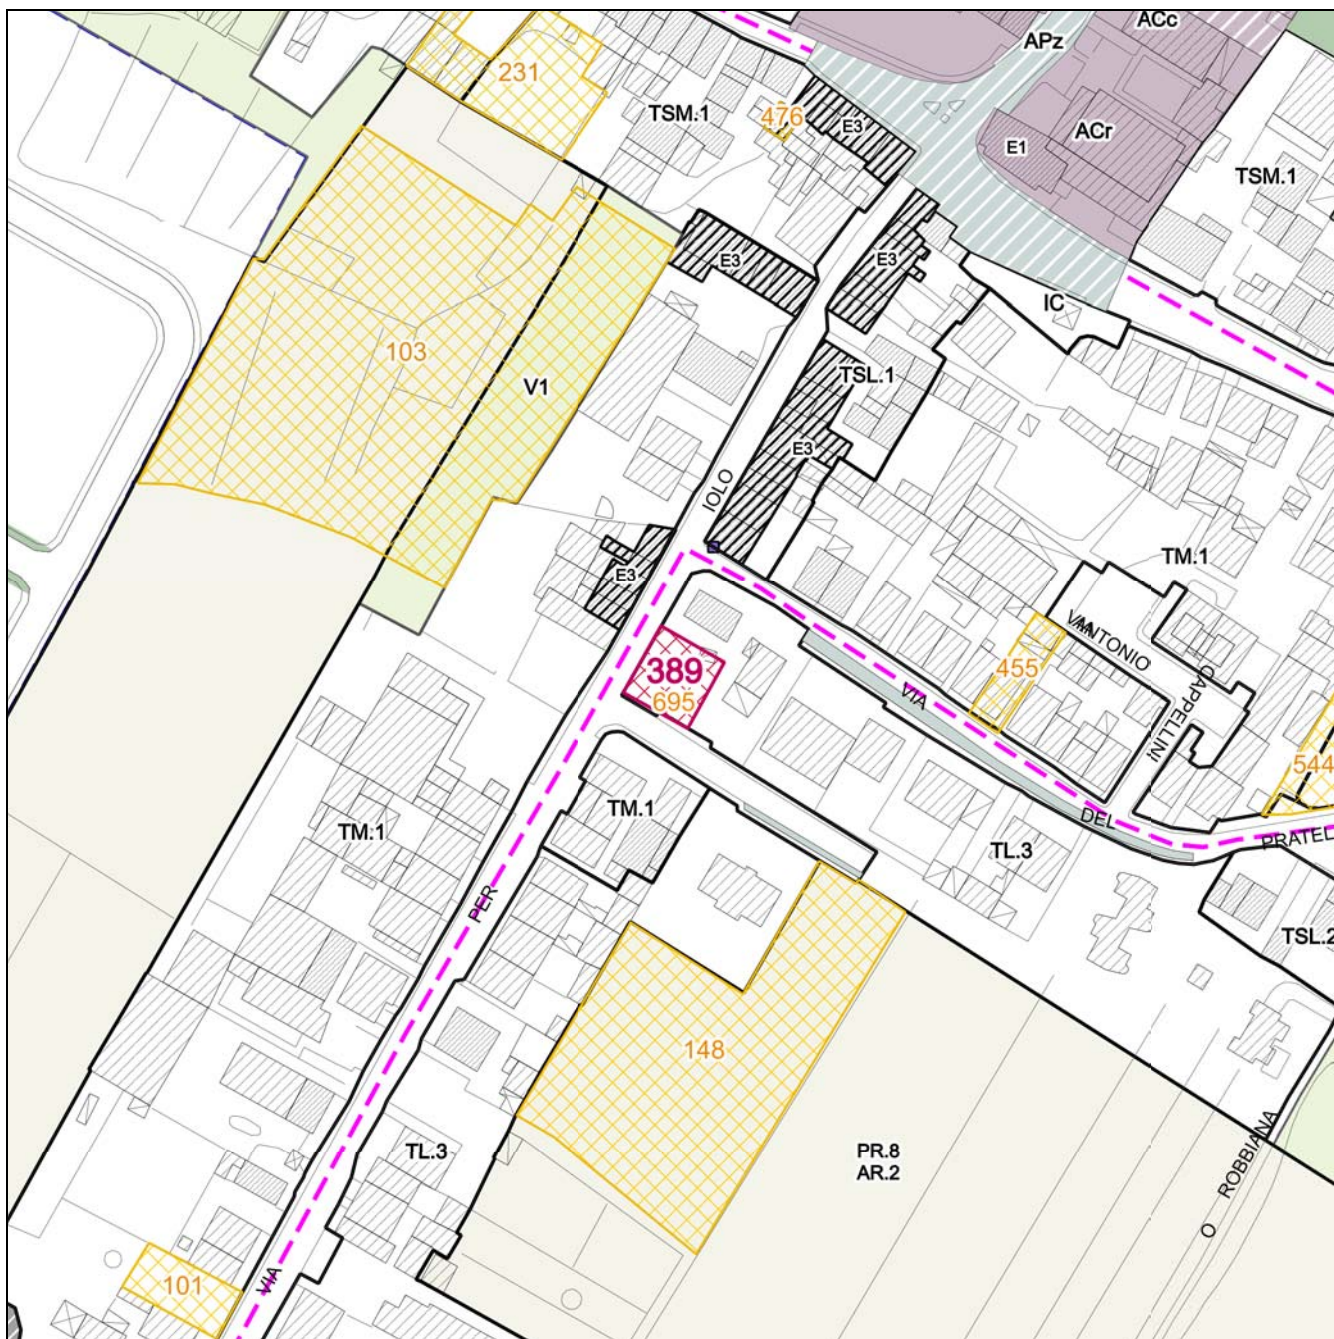 ACc
APz
231
TSM.1
476
E3
ACr
E1
TSM.1
E3
E3
IC
103
TSL.1
V1
E3
IOLO
TM.1
E3
VIA
ANTONIO
455
389
695
VIA
CAPPELLINI
544
TM.1
TM.1
DEL
TL.3
PRATEL
PER
TSL.2
148
TL.3
PR.8
AR.2
O ROBBIANA
101
VIA